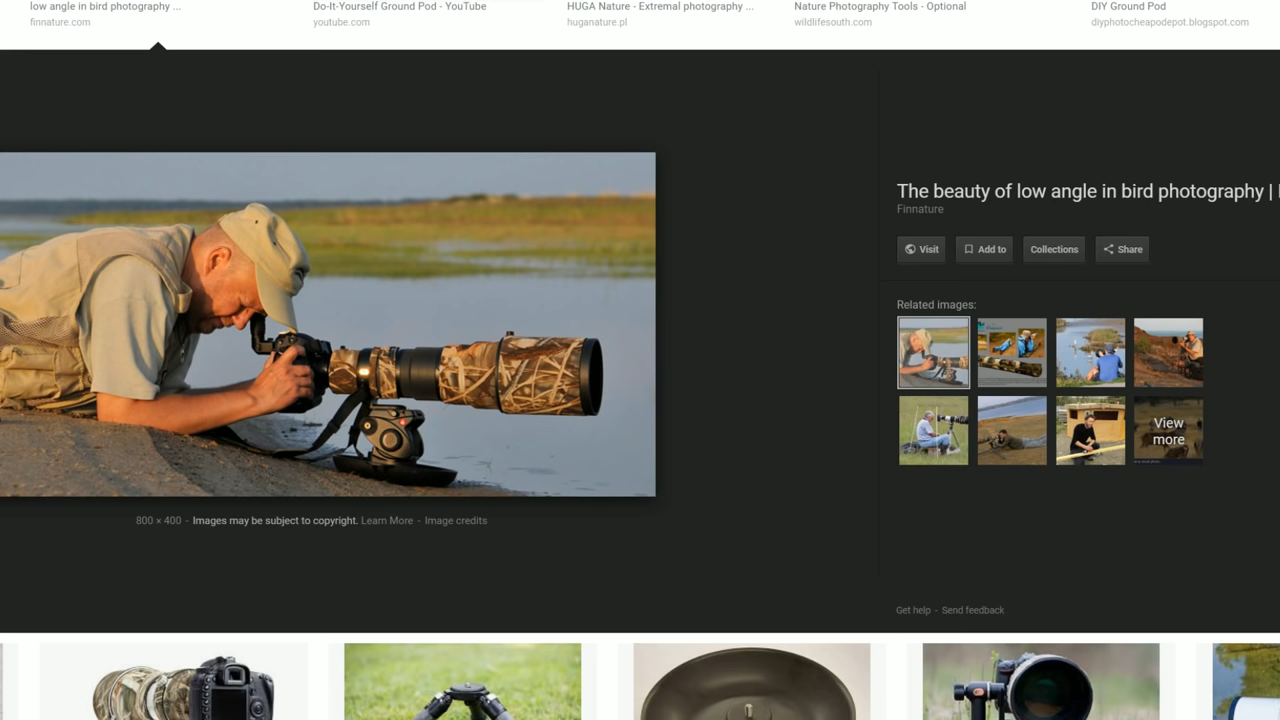 low angle in bird photography ...
finnature.com
Do-It-Yourself Ground Pod - YouTube
youtube.com
HUGA Nature - Extremal photography ...
huganature.pl
Nature Photography Tools - Optional
wildlifesouth.com
DIY Ground Pod
diyphotocheapodepot.blogspot.com
The beauty of low angle in bird photography |
Finnature
Visit
Add to
Collections
Share
Related images:
View
more
800 × 400 - Images may be subject to copyright. Learn More - Image credits
Get help - Send feedback